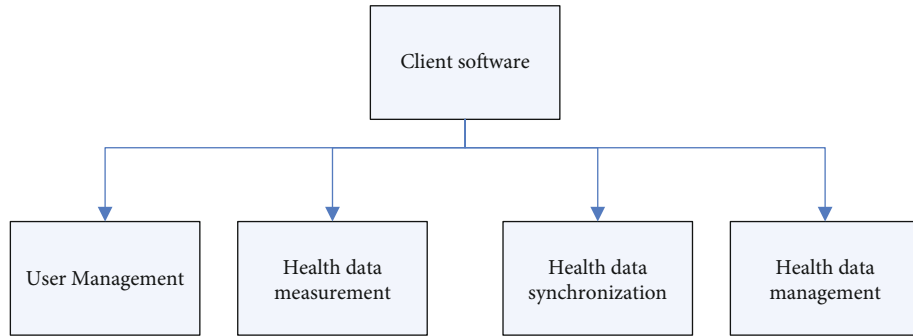 Client software
User Management
Health data
measurement
Health data
synchronization
Health data
management